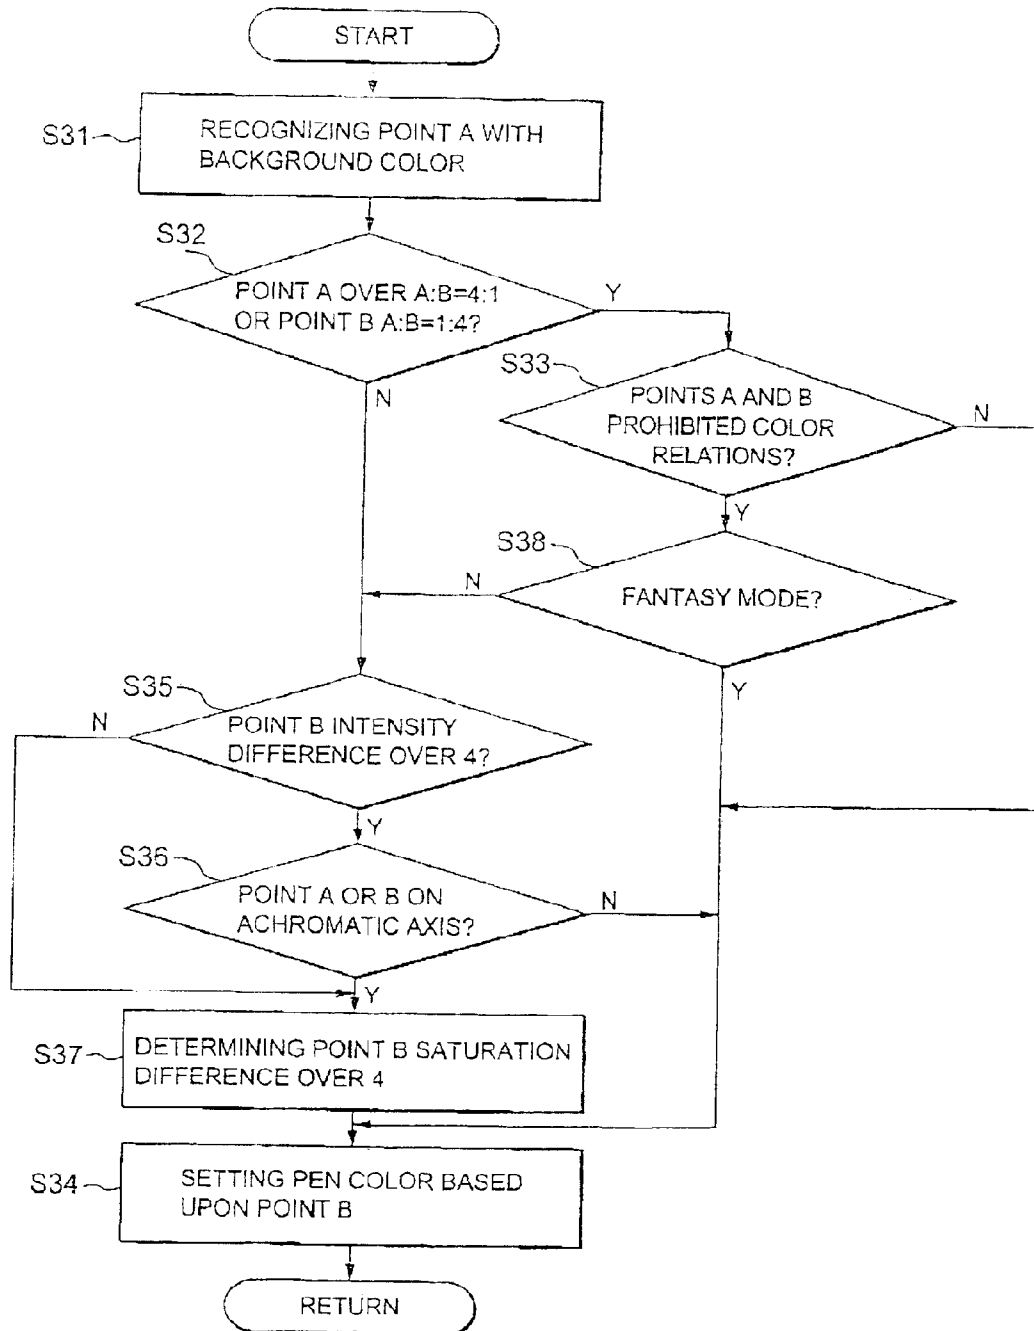 START
S31
RECOGNIZING POINT A WITH
BACKGROUND COLOR
S32
POINT A OVER A:B=4:1
OR POINT B A:B=1:4?
Y
N
S33
POINTS A AND B
PROHIBITED COLOR
RELATIONS?
N
Y
S38
FANTASY MODE?
N
Y
S35
POINT B INTENSITY
DIFFERENCE OVER 4?
N
Y
S36
POINT A OR B ON
ACHROMATIC AXIS?
N
Y
S37
DETERMINING POINT B SATURATION
DIFFERENCE OVER 4
S34
SETTING PEN COLOR BASED
UPON POINT B
RETURN